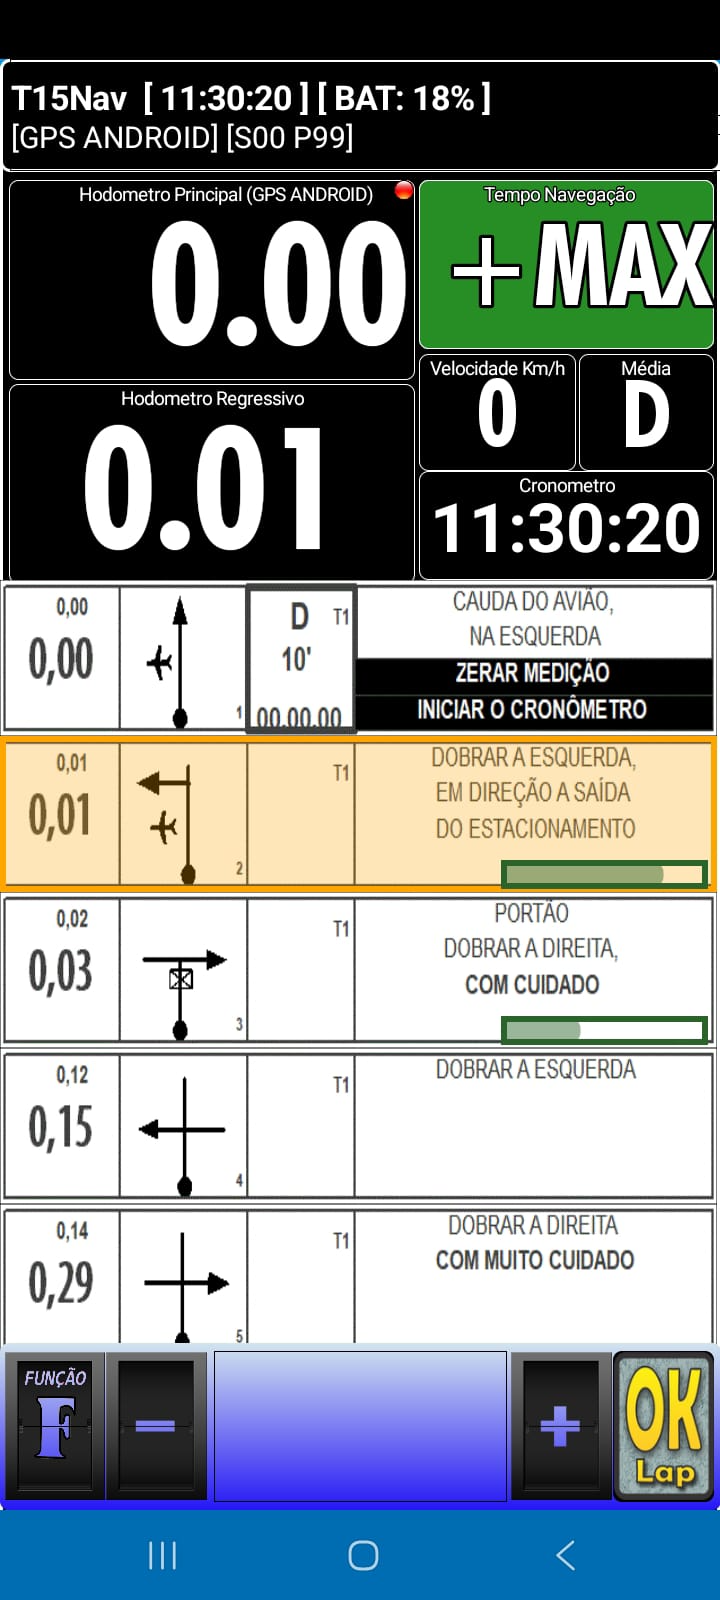 T15Nav [ 11:30:20 ] [ BAT: 18% ]
[GPS ANDROID] [S00 P99]
Hodometro Principal (GPS ANDROID)
0.00
Tempo Navegação
+MAX
Velocidade Km/h
0
Média
D
Hodometro Regressivo
0.01
Cronometro
11:30:20
0,00
0,00
1
D T1
10'
00.00.00
CAUDA DO AVIÃO,
NA ESQUERDA
ZERAR MEDIÇÃO
INICIAR O CRONÔMETRO
0,01
0,01
2
T1
DOBRAR A ESQUERDA,
EM DIREÇÃO A SAÍDA
DO ESTACIONAMENTO
0,02
0,03
3
T1
PORTÃO
DOBRAR A DIREITA,
COM CUIDADO
0,12
0,15
4
T1
DOBRAR A ESQUERDA
0,14
0,29
5
T1
DOBRAR A DIREITA
COM MUITO CUIDADO
FUNÇÃO
F
−
+
OK
Lap